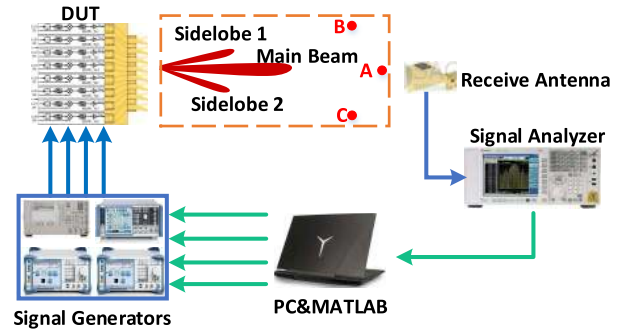 DUT
Sidelobe 1
Main Beam
Sidelobe 2
B
A
C
Receive Antenna
Signal Analyzer
Signal Generators
PC&MATLAB